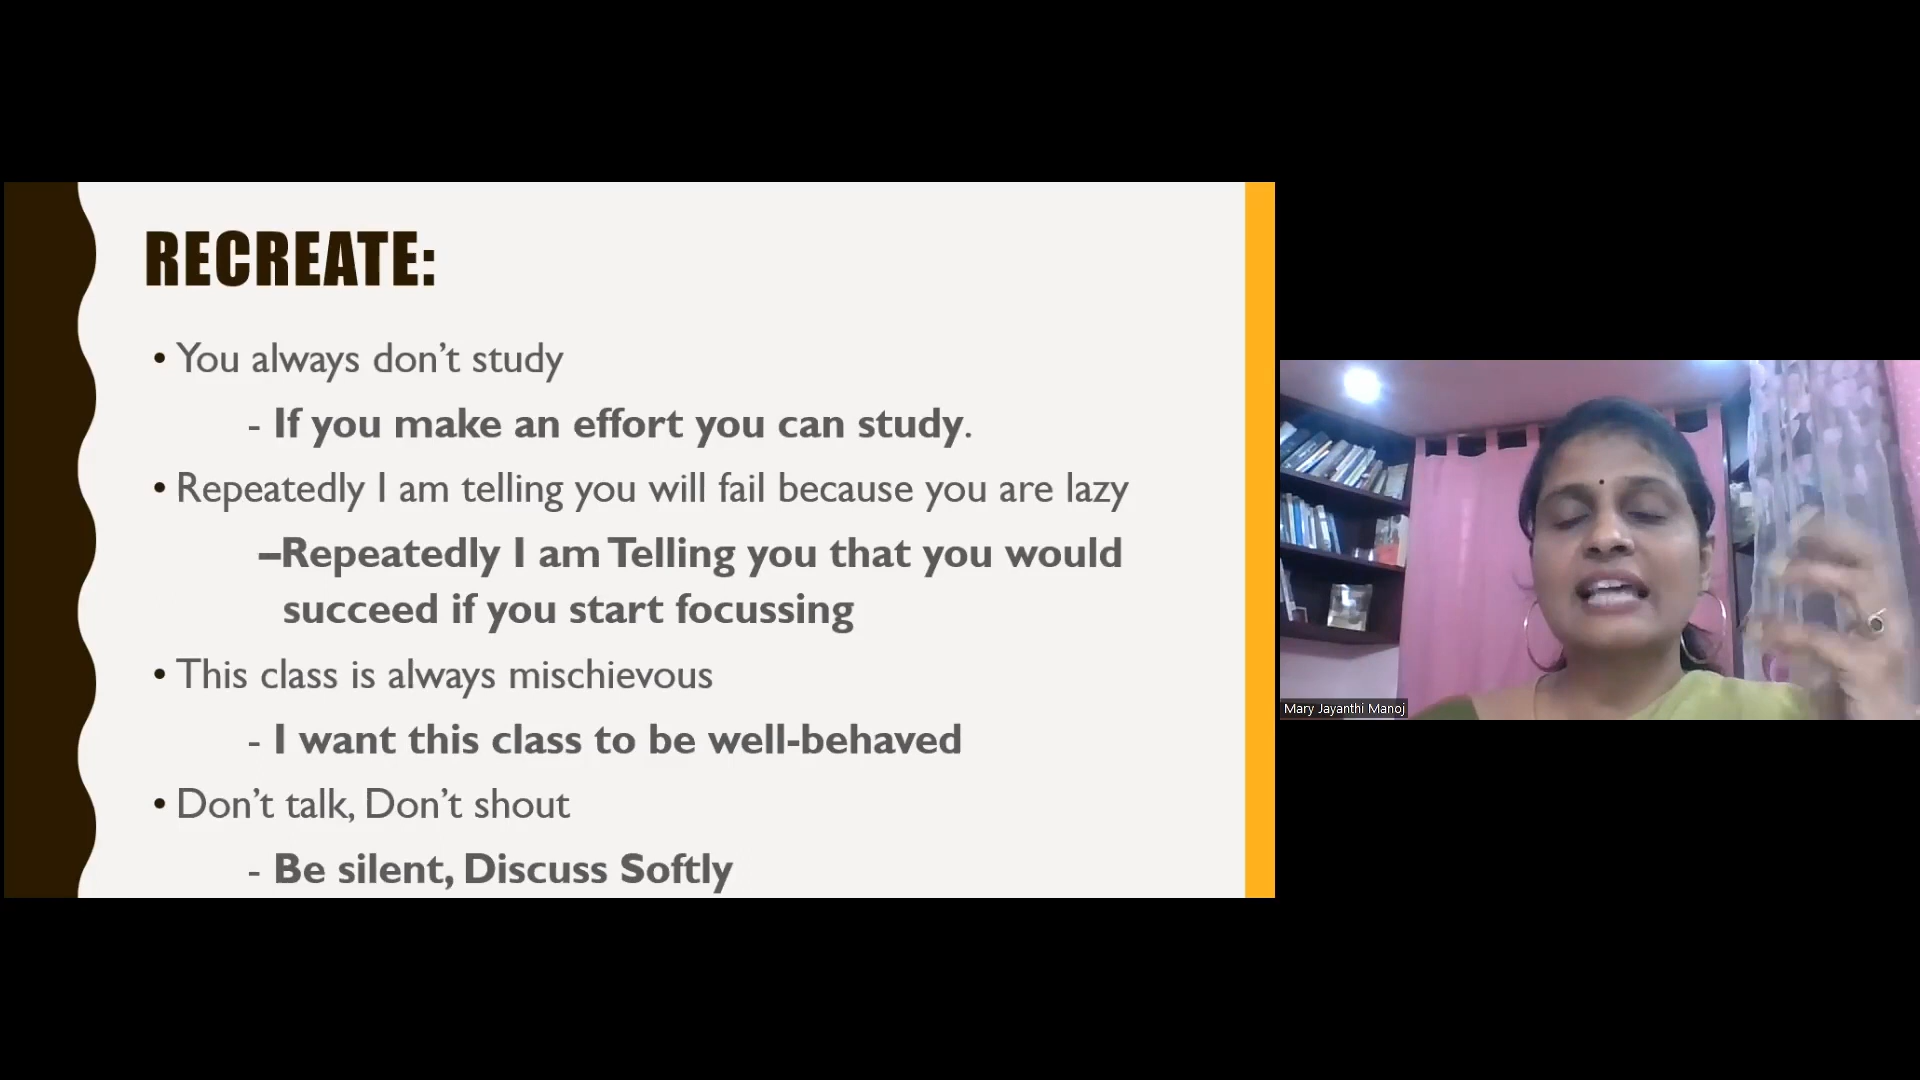 RECREATE:
• You always don't study
- If you make an effort you can study.
• Repeatedly I am telling you will fail because you are lazy
–Repeatedly I am Telling you that you would
succeed if you start focussing
• This class is always mischievous
- I want this class to be well-behaved
• Don't talk, Don't shout
- Be silent, Discuss Softly
Mary Jayanthi Manoj